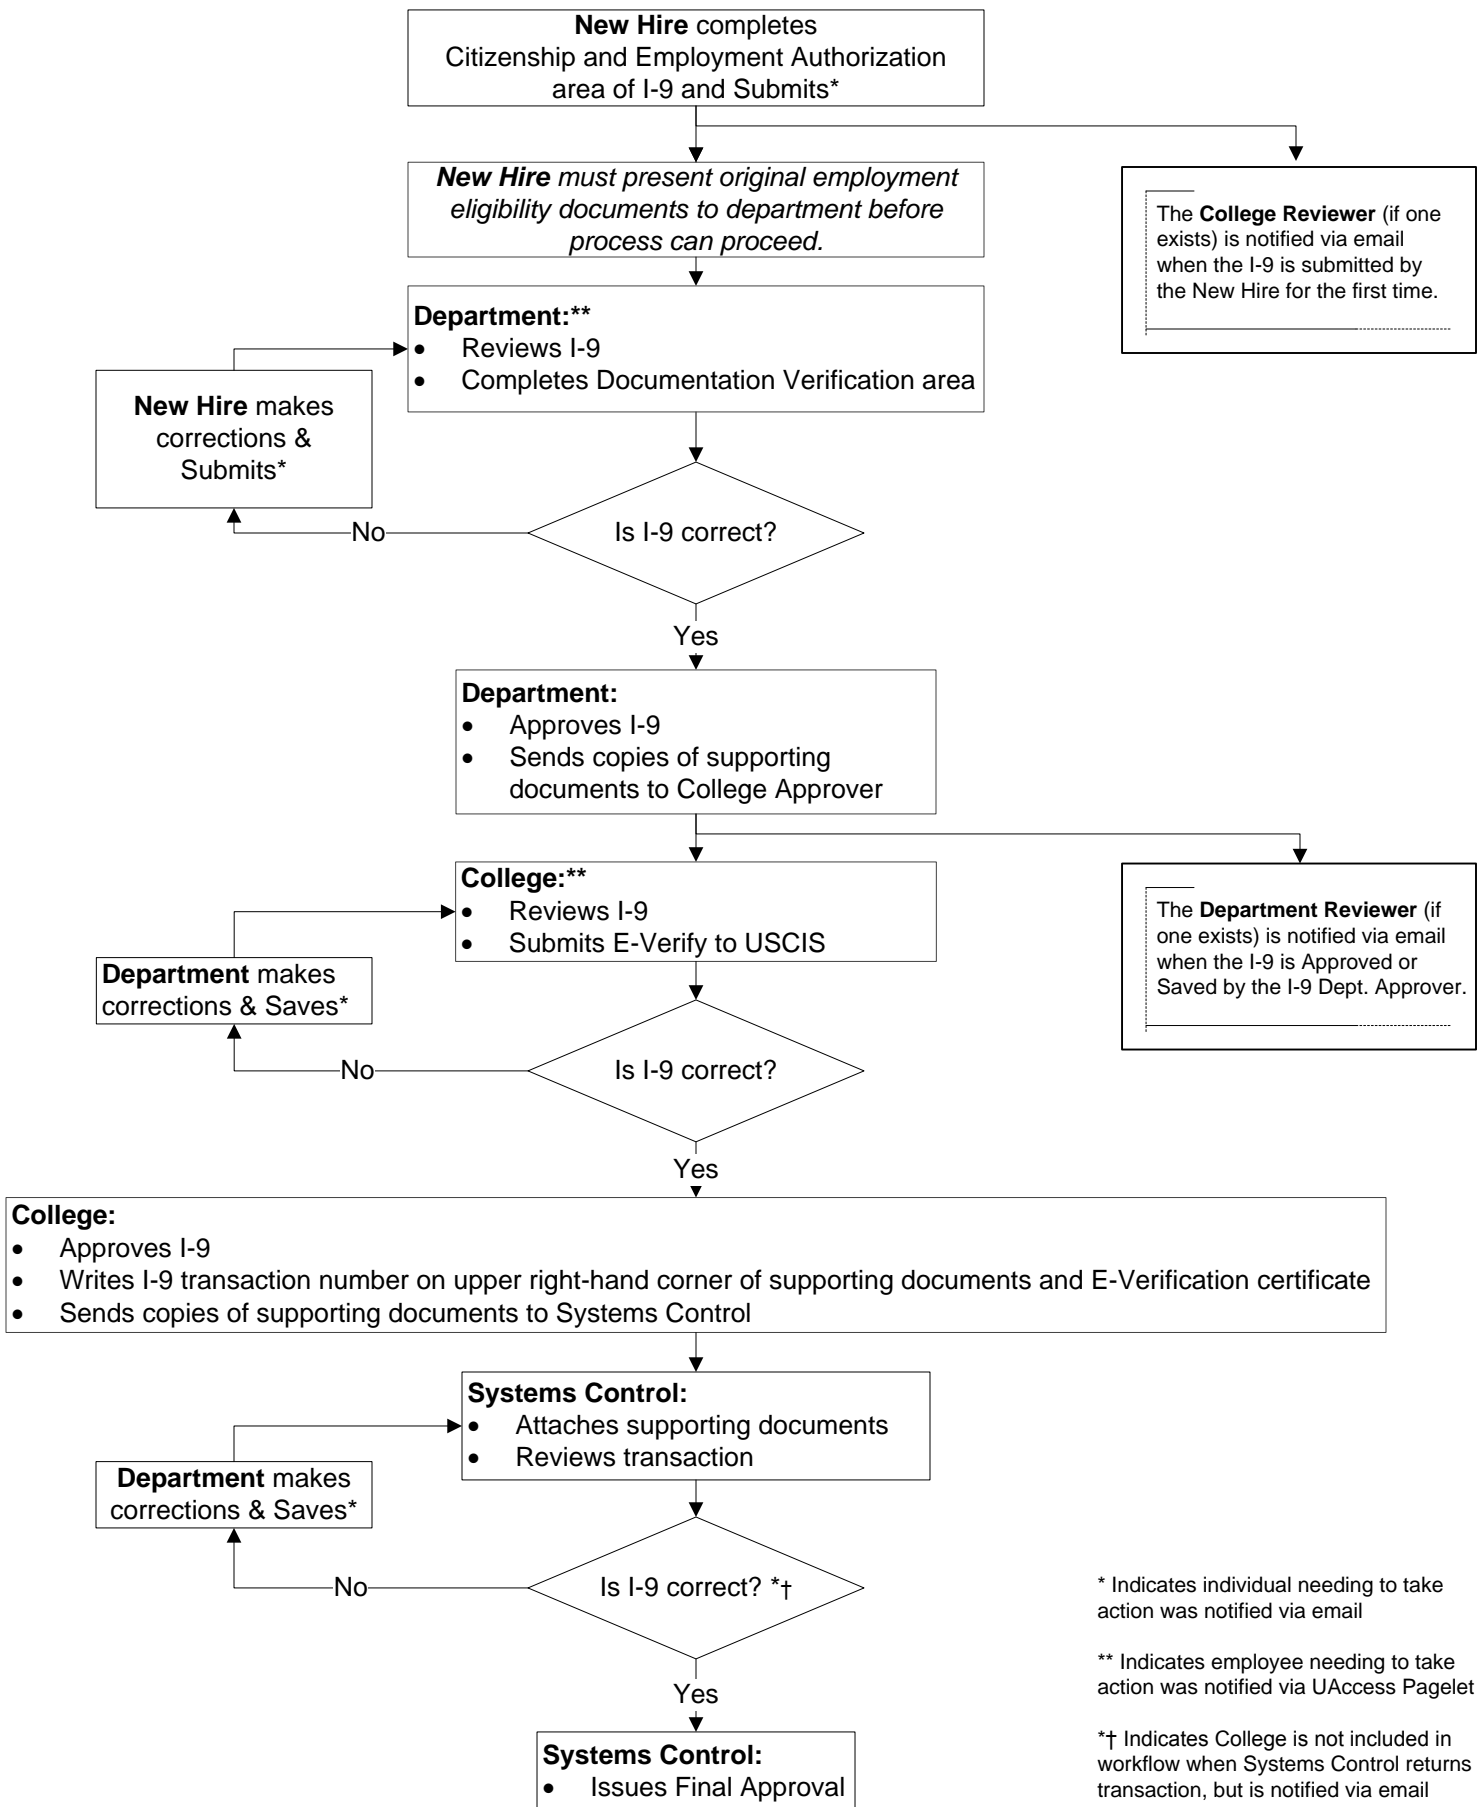 New Hire completes
Citizenship and Employment Authorization
area of I-9 and Submits*
New Hire must present original employment
eligibility documents to department before
process can proceed.
The College Reviewer (if one
exists) is notified via email
when the I-9 is submitted by
the New Hire for the first time.
Department:**
• Reviews I-9
• Completes Documentation Verification area
New Hire makes
corrections &
Submits*
Is I-9 correct?
No
Yes
Department:
• Approves I-9
• Sends copies of supporting
documents to College Approver
College:**
• Reviews I-9
• Submits E-Verify to USCIS
The Department Reviewer (if
one exists) is notified via email
when the I-9 is Approved or
Saved by the I-9 Dept. Approver.
Department makes
corrections & Saves*
Is I-9 correct?
No
Yes
College:
• Approves I-9
• Writes I-9 transaction number on upper right-hand corner of supporting documents and E-Verification certificate
• Sends copies of supporting documents to Systems Control
Systems Control:
• Attaches supporting documents
• Reviews transaction
Department makes
corrections & Saves*
Is I-9 correct? *†
No
Yes
Systems Control:
• Issues Final Approval
* Indicates individual needing to take
action was notified via email
** Indicates employee needing to take
action was notified via UAccess Pagelet
*† Indicates College is not included in
workflow when Systems Control returns
transaction, but is notified via email